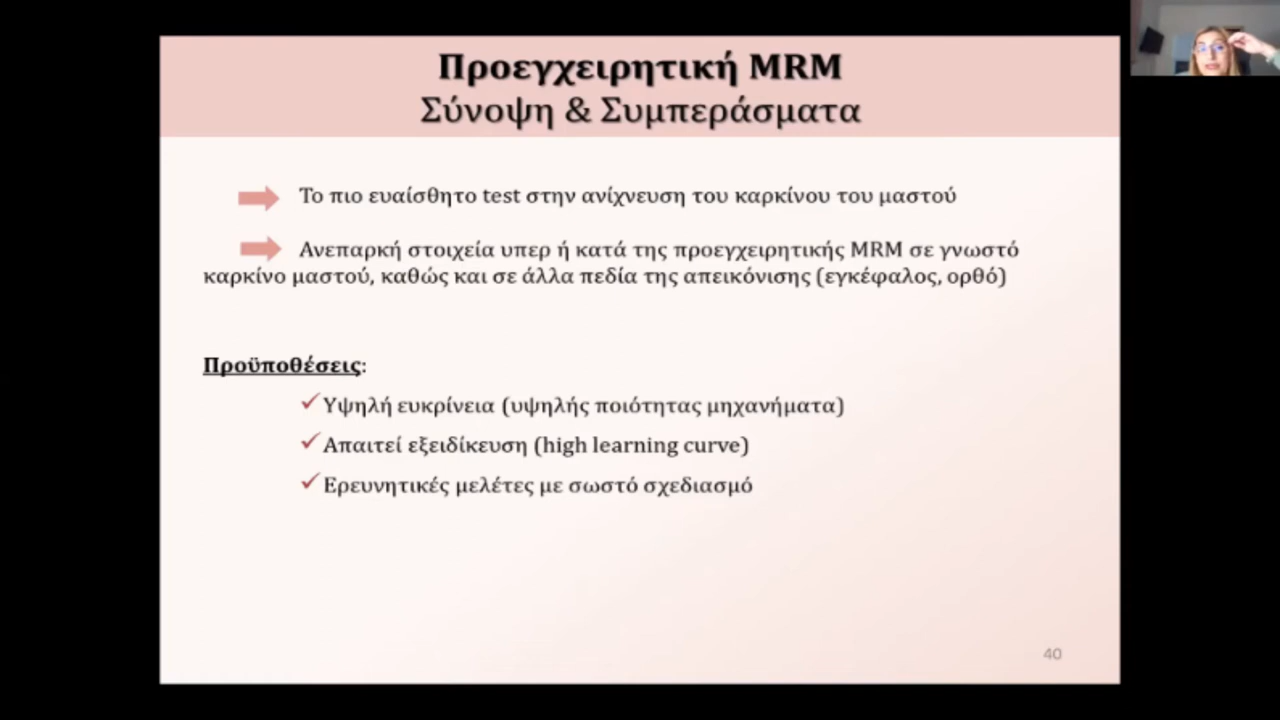 Προεγχειρητική MRM
Σύνοψη & Συμπεράσματα
Το πιο ευαίσθητο test στην ανίχνευση του καρκίνου του μαστού
Ανεπαρκή στοιχεία υπερ ή κατά της προεγχειρητικής MRM σε γνωστό
καρκίνο μαστού, καθώς και σε άλλα πεδία της απεικόνισης (εγκέφαλος, ορθό)
Προϋποθέσεις:
Υψηλή ευκρίνεια (υψηλής ποιότητας μηχανήματα)
Απαιτεί εξειδίκευση (high learning curve)
Ερευνητικές μελέτες με σωστό σχεδιασμό
40